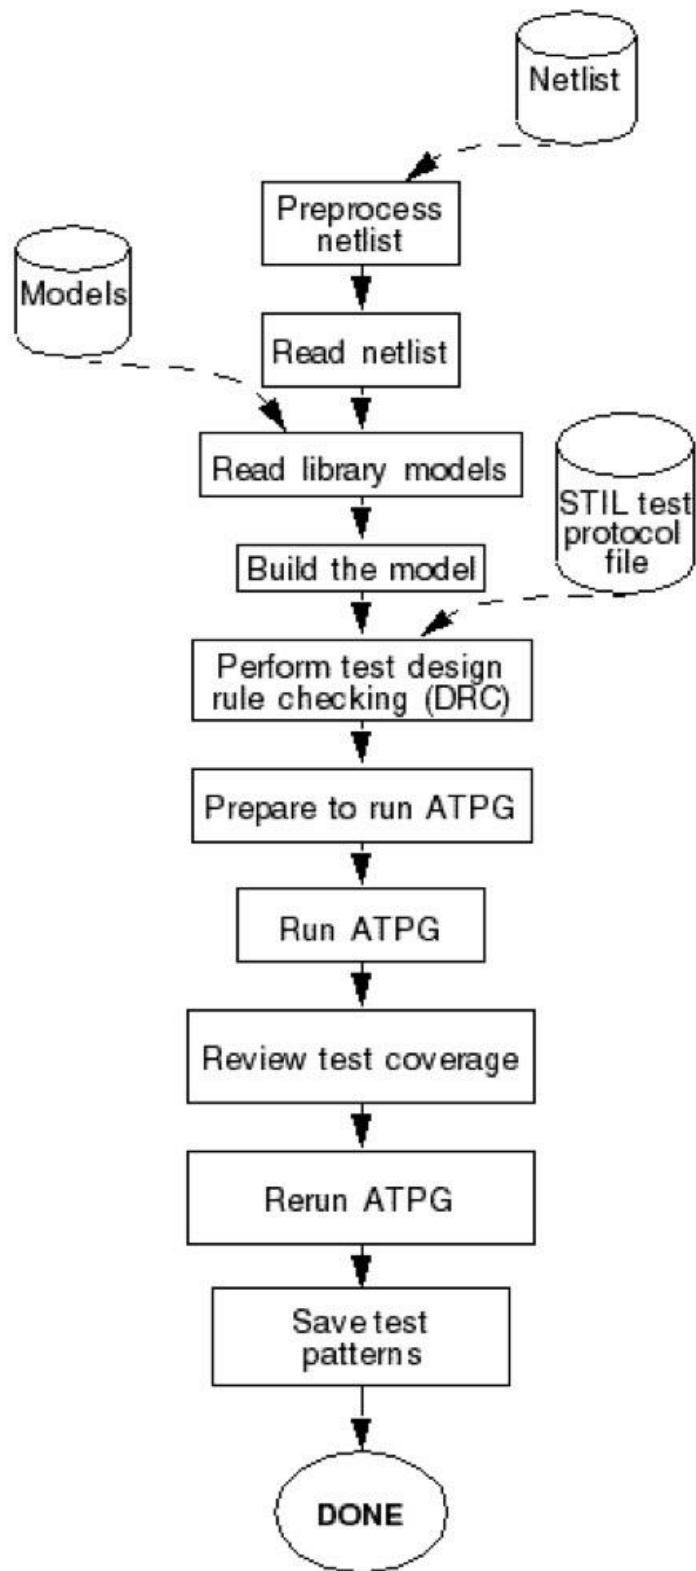 Netlist
Preprocess
netlist
Models
Read netlist
Read library models
STIL test
protocol
file
Build the model
Perform test design
rule checking (DRC)
Prepare to run ATPG
Run ATPG
Review test coverage
Rerun ATPG
Save test
patterns
DONE